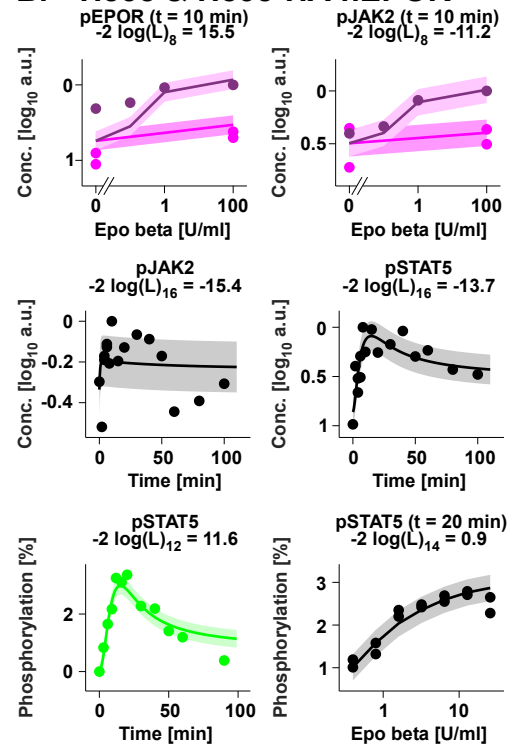 pEPOR (t = 10 min)
-2 log(L)8 = 15.5
Conc. [log10 a.u.]
0
1
0
1
100
Epo beta [U/ml]
pJAK2 (t = 10 min)
-2 log(L)8 = -11.2
Conc. [log10 a.u.]
0
0.5
0
1
100
Epo beta [U/ml]
pJAK2
-2 log(L)16 = -15.4
Conc. [log10 a.u.]
0
-0.2
-0.4
0
50
100
Time [min]
pSTAT5
-2 log(L)16 = -13.7
Conc. [log10 a.u.]
0
0.5
1
0
50
100
Time [min]
pSTAT5
-2 log(L)12 = 11.6
Phosphorylation [%]
2
0
0
50
100
Time [min]
pSTAT5 (t = 20 min)
-2 log(L)14 = 0.9
Phosphorylation [%]
3
2
1
1
10
Epo beta [U/ml]